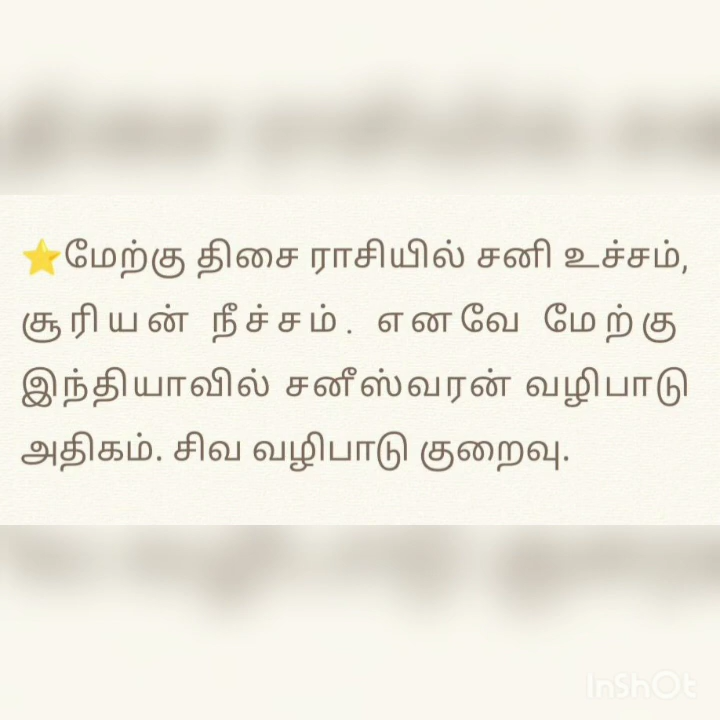 ⭐மேற்கு திசை ராசியில் சனி உச்சம்,
சூரியன் நீச்சம். எனவே மேற்கு
இந்தியாவில் சனீஸ்வரன் வழிபாடு
அதிகம். சிவ வழிபாடு குறைவு.
InShOt